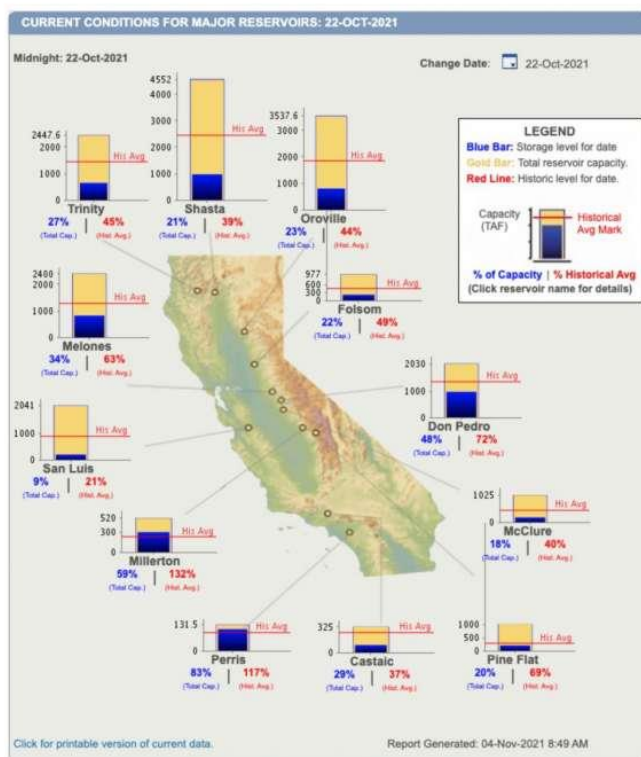 CURRENT CONDITIONS FOR MAJOR RESERVOIRS: 22-OCT-2021
Midnight: 22-Oct-2021
Change Date: 22-Oct-2021
LEGEND
Blue Bar: Storage level for date
Gold Bar: Total reservoir capacity.
Red Line: Historic level for date.
Capacity
(TAF)
Historical
Avg Mark
% of Capacity | % Historical Avg
(Click reservoir name for details)
2447.6
2000
1000
0
His Avg
Trinity
27% | 45%
(Total Cap.) (Hist. Avg.)
4552
4000
3000
2000
1000
0
His Avg
Shasta
21% | 39%
(Total Cap.) (Hist. Avg.)
3537.6
3000
2000
1000
0
His Avg
Oroville
23% | 44%
(Total Cap.) (Hist. Avg.)
977
600
300
0
His Avg
Folsom
22% | 49%
(Total Cap.) (Hist. Avg.)
2400
2000
1000
0
His Avg
Melones
34% | 63%
(Total Cap.) (Hist. Avg.)
2030
1000
0
His Avg
Don Pedro
48% | 72%
(Total Cap.) (Hist. Avg.)
2041
1000
0
His Avg
San Luis
9% | 21%
(Total Cap.) (Hist. Avg.)
1025
0
His Avg
McClure
18% | 40%
(Total Cap.) (Hist. Avg.)
520
300
0
His Avg
Millerton
59% | 132%
(Total Cap.) (Hist. Avg.)
131.5
0
His Avg
Perris
83% | 117%
(Total Cap.) (Hist. Avg.)
325
0
His Avg
Castaic
29% | 37%
(Total Cap.) (Hist. Avg.)
1000
500
0
His Avg
Pine Flat
20% | 69%
(Total Cap.) (Hist. Avg.)
Click for printable version of current data.
Report Generated: 04-Nov-2021 8:49 AM